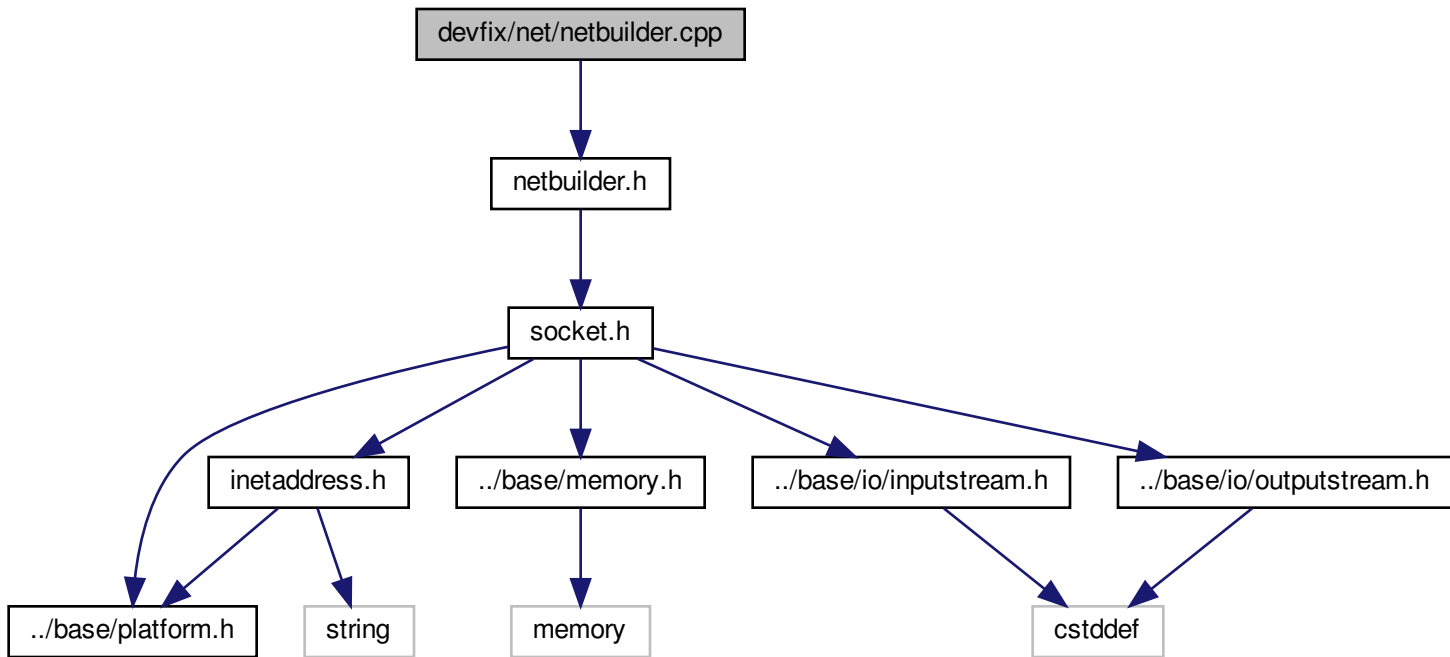 devfix/net/netbuilder.cpp
netbuilder.h
socket.h
inetaddress.h
../base/memory.h
../base/io/inputstream.h
../base/io/outputstream.h
../base/platform.h
string
memory
cstddef